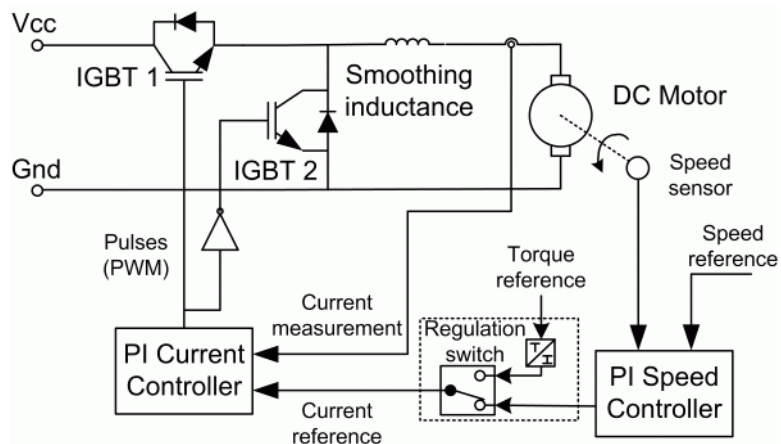 Vcc
IGBT 1
Smoothing
inductance
DC Motor
IGBT 2
Gnd
Speed
sensor
Pulses
(PWM)
Speed
reference
Torque
reference
Current
measurement
Regulation
switch
T
I
PI Current
Controller
Current
reference
PI Speed
Controller